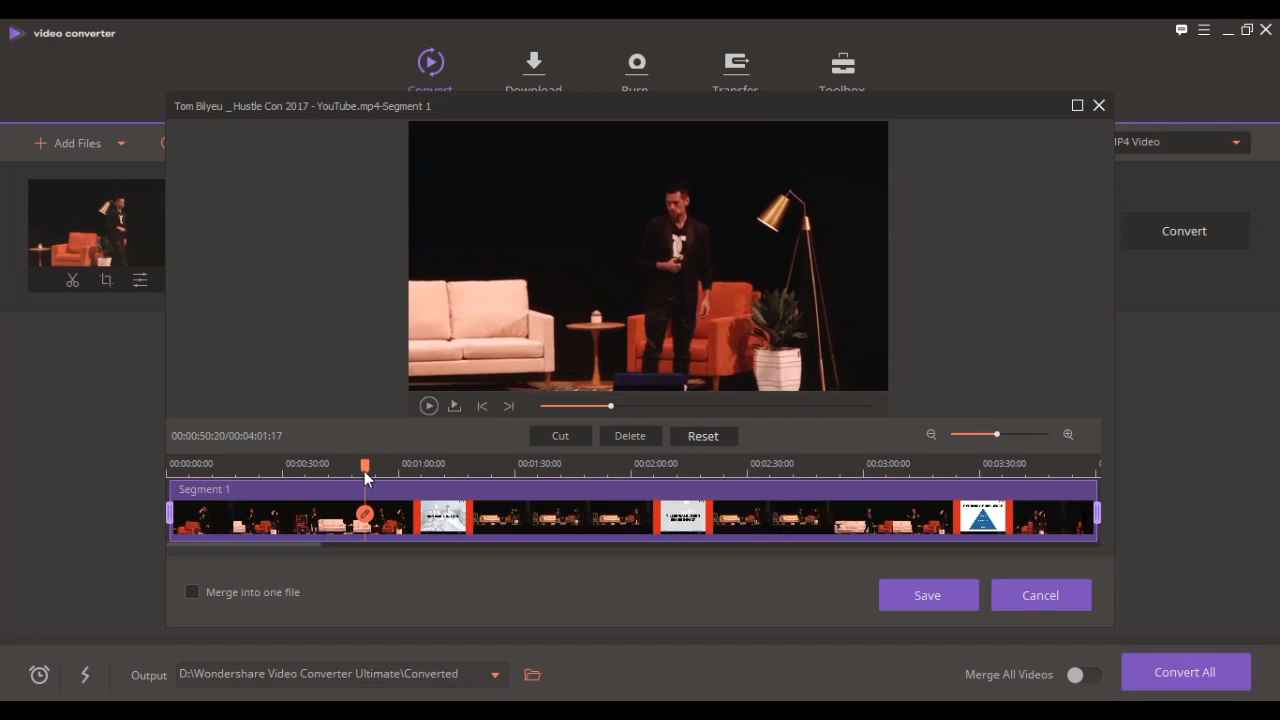 video converter
Convert
Download
Burn
Transfer
Toolbox
Tom Bilyeu _ Hustle Con 2017 - YouTube.mp4-Segment 1
Add Files
IP4 Video
Convert
00:00:50:20/00:04:01:17
Cut
Delete
Reset
00:00:00:00
00:00:30:00
00:01:00:00
00:01:30:00
00:02:00:00
00:02:30:00
00:03:00:00
00:03:30:00
Segment 1
Merge into one file
Save
Cancel
Output
D:\Wondershare Video Converter Ultimate\Converted
Merge All Videos
Convert All